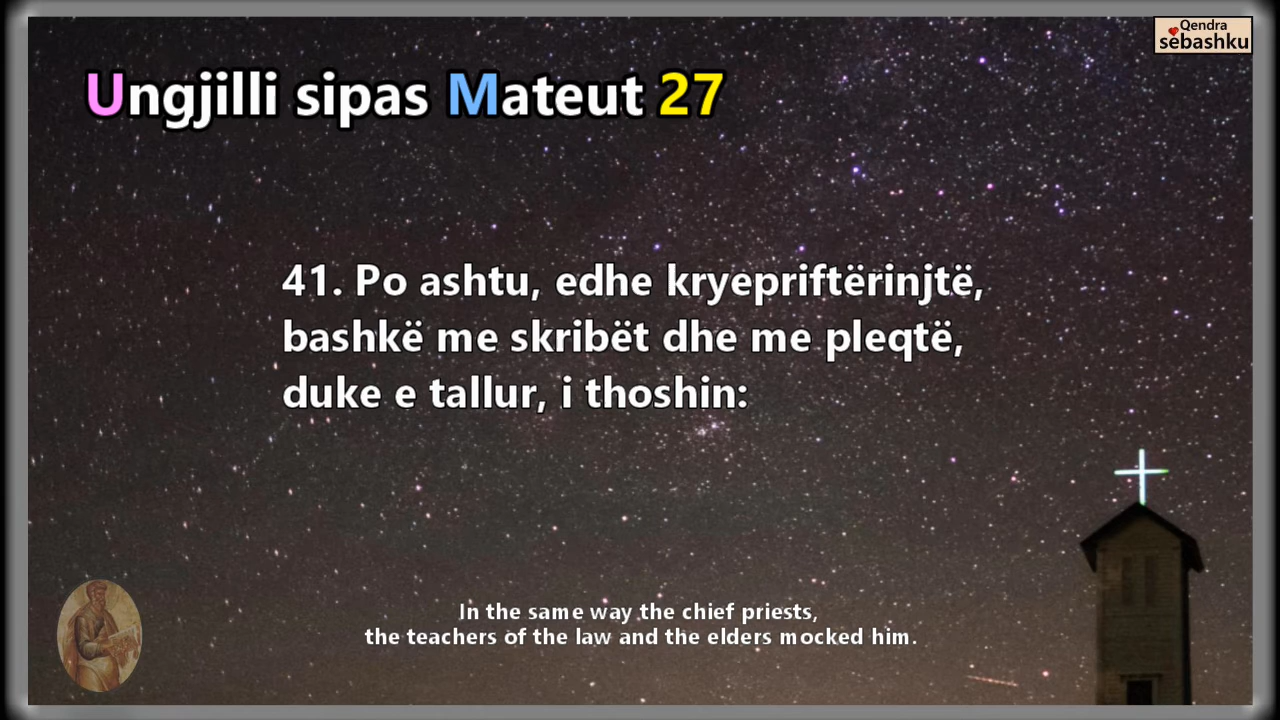 Qendra
sebashku
Ungjilli sipas Mateut 27
41. Po ashtu, edhe kryepriftërinjtë,
bashkë me skribët dhe me pleqtë,
duke e tallur, i thoshin:
In the same way the chief priests,
the teachers of the law and the elders mocked him.